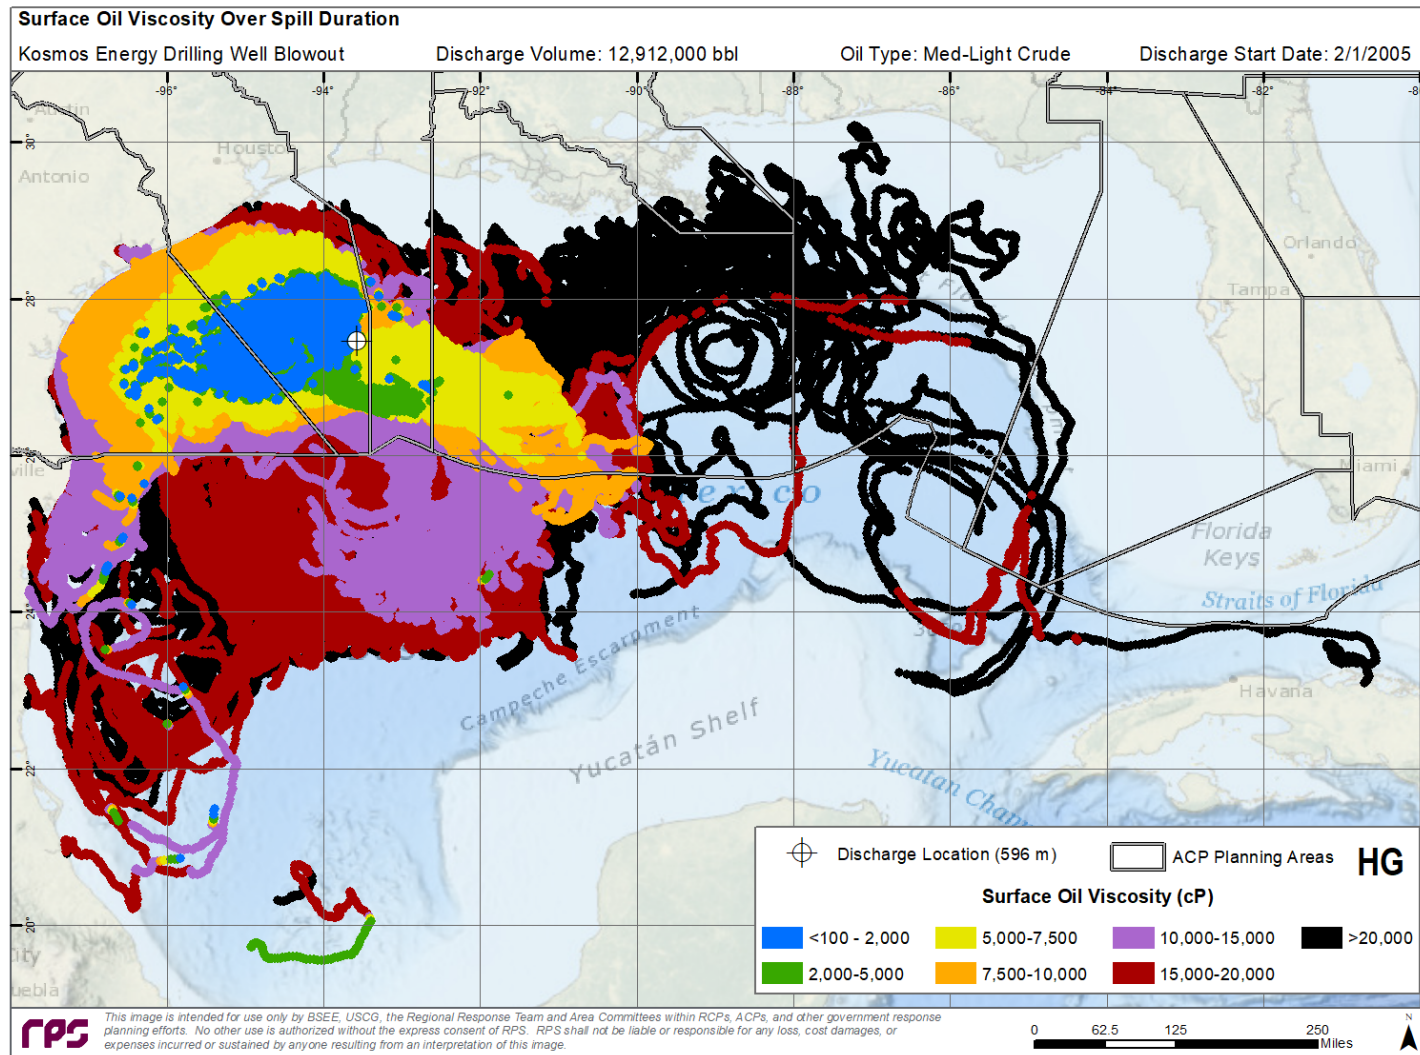 Surface Oil Viscosity Over Spill Duration
Kosmos Energy Drilling Well Blowout Discharge Volume: 12,912,000 bbl Oil Type: Med-Light Crude Discharge Start Date: 2/1/2005
-96° -94° -92° -90° -88° -86° -84° -82°
Austin
30° 
Houston
Antonio
Orlando
28°
Tampa
26°
ville
Miami
Mexico
Florida
Keys
24°
Straits of Florida
Campeche Escarpment
Havana
Yucatán Shelf
22°
Yucatan Chann
20°
City
uebla
Discharge Location (596 m) ACP Planning Areas HG
Surface Oil Viscosity (cP)
<100 - 2,000 5,000-7,500 10,000-15,000 >20,000
2,000-5,000 7,500-10,000 15,000-20,000
rps
This image is intended for use only by BSEE, USCG, the Regional Response Team and Area Committees within RCPs, ACPs, and other government response
planning efforts. No other use is authorized without the express consent of RPS. RPS shall not be liable or responsible for any loss, cost damages, or
expenses incurred or sustained by anyone resulting from an interpretation of this image.
0 62.5 125 250
Miles
N